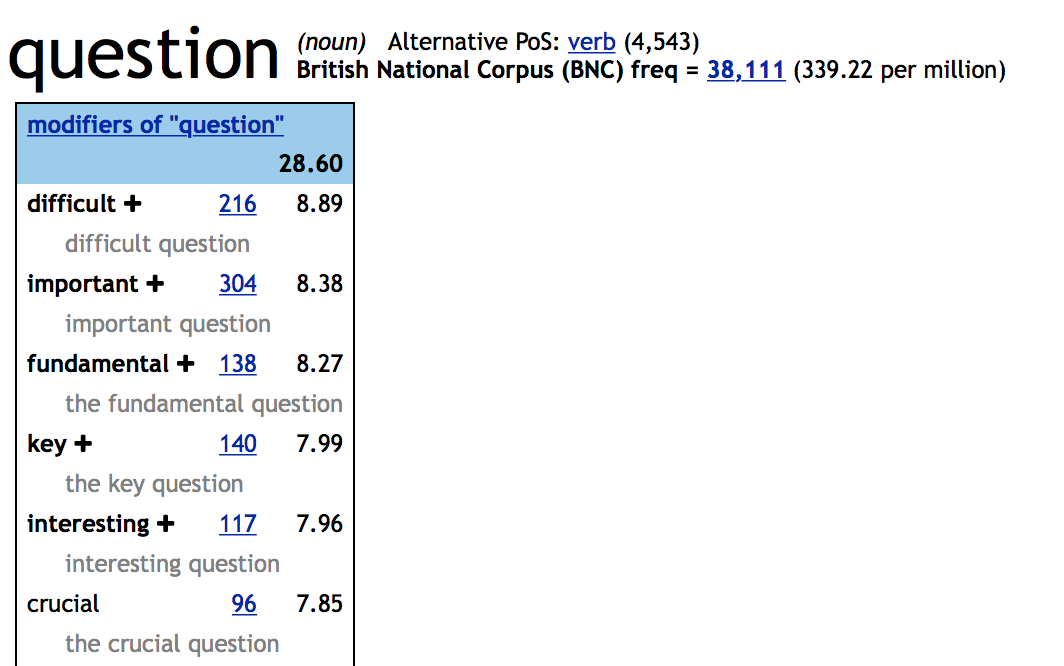 question (noun) Alternative PoS: verb (4,543)
British National Corpus (BNC) freq = 38,111 (339.22 per million)
modifiers of "question"
28.60
difficult + 216 8.89
difficult question
important + 304 8.38
important question
fundamental + 138 8.27
the fundamental question
key + 140 7.99
the key question
interesting + 117 7.96
interesting question
crucial 96 7.85
the crucial question